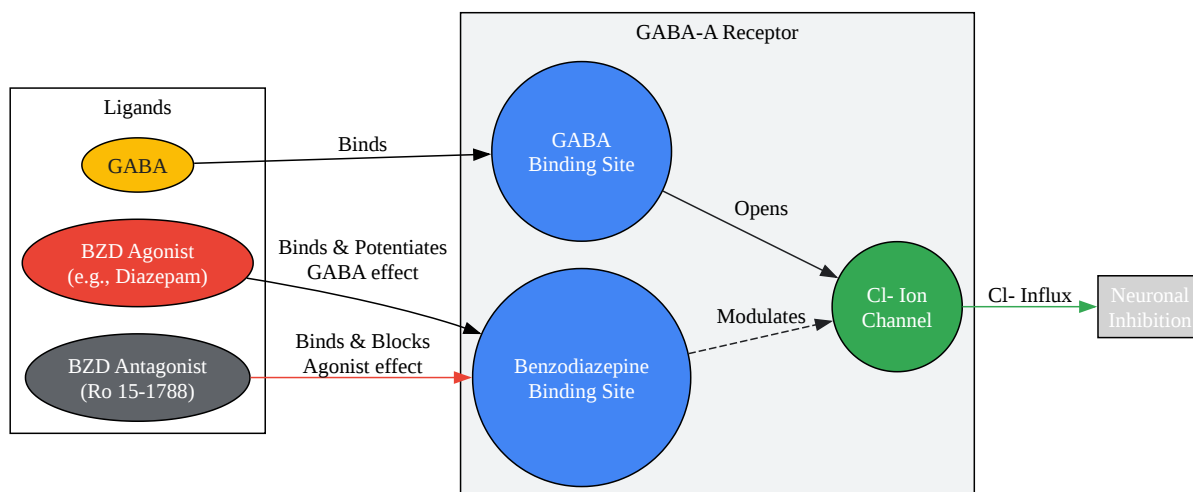 GABA-A Receptor
Ligands
GABA
BZD Agonist
(e.g., Diazepam)
BZD Antagonist
(Ro 15-1788)
Binds
Binds & Potentiates
GABA effect
Binds & Blocks
Agonist effect
GABA
Binding Site
Benzodiazepine
Binding Site
Opens
Modulates
Cl- Ion
Channel
Cl- Influx
Neuronal
Inhibition